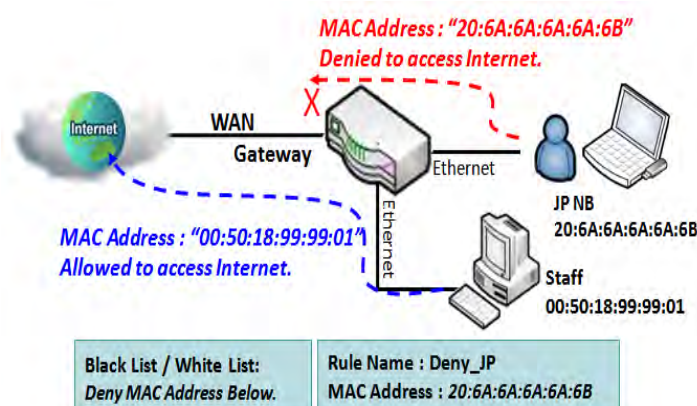 MAC Address : “20:6A:6A:6A:6A:6B”
Denied to access Internet.
Internet
WAN
Gateway
Ethernet
Ethernet
JP NB
20:6A:6A:6A:6A:6B
MAC Address : “00:50:18:99:99:01”
Allowed to access Internet.
Staff
00:50:18:99:99:01
Black List / White List:
Deny MAC Address Below.
Rule Name : Deny_JP
MAC Address : 20:6A:6A:6A:6A:6B